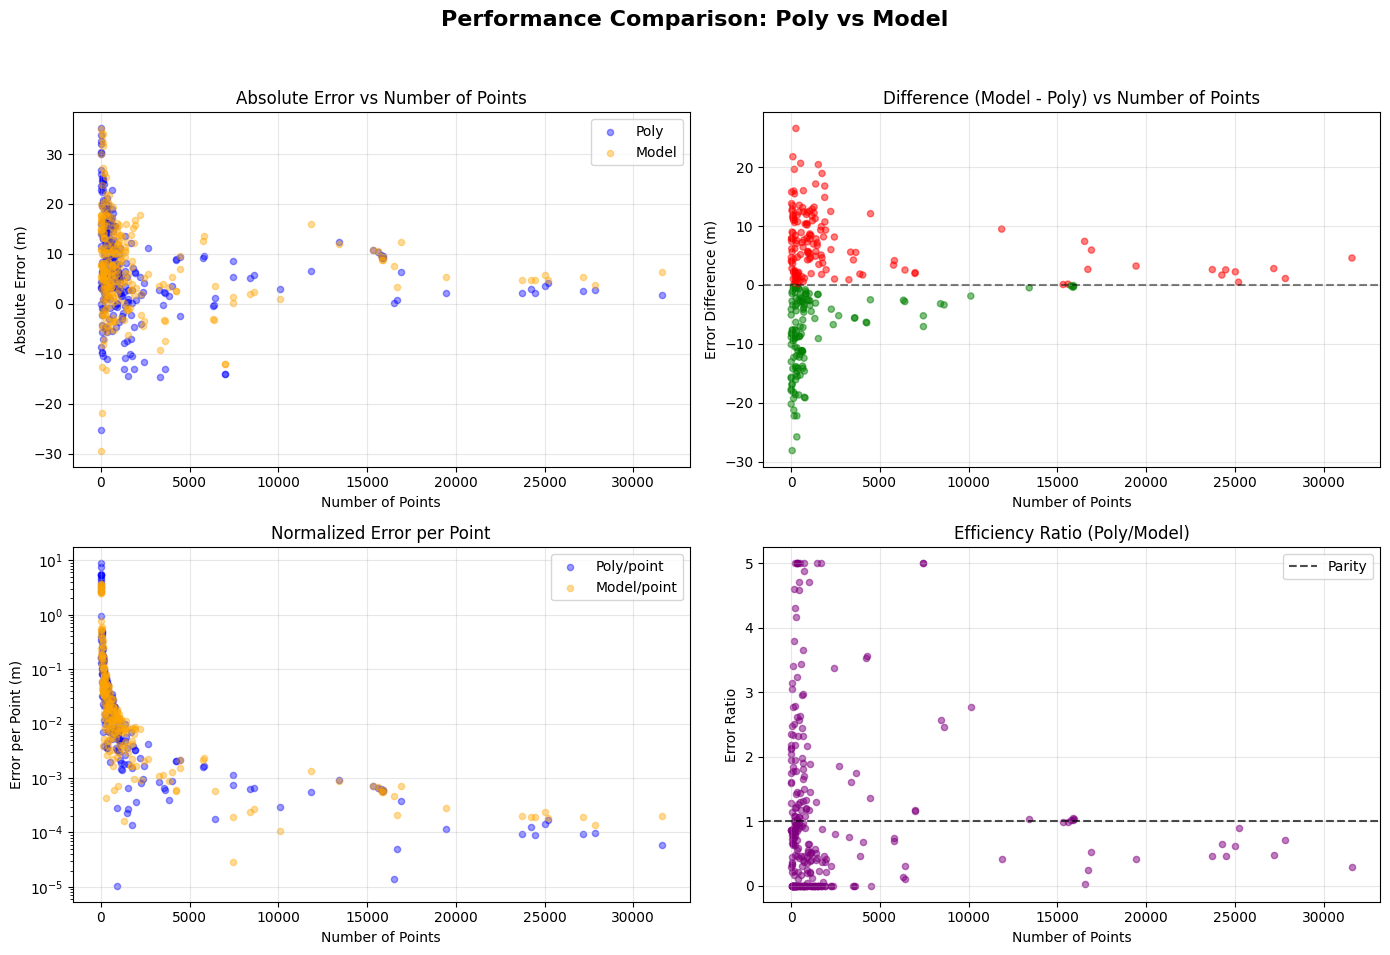 Performance Comparison: Poly vs Model
Absolute Error vs Number of Points
Absolute Error (m)
30
20
10
0
−10
−20
−30
Poly
Model
0 5000 10000 15000 20000 25000 30000
Number of Points
Difference (Model - Poly) vs Number of Points
Error Difference (m)
20
10
0
−10
−20
−30
0 5000 10000 15000 20000 25000 30000
Number of Points
Normalized Error per Point
Error per Point (m)
10¹
10⁰
10⁻¹
10⁻²
10⁻³
10⁻⁴
10⁻⁵
Poly/point
Model/point
0 5000 10000 15000 20000 25000 30000
Number of Points
Efficiency Ratio (Poly/Model)
Error Ratio
5
4
3
2
1
0
Parity
0 5000 10000 15000 20000 25000 30000
Number of Points